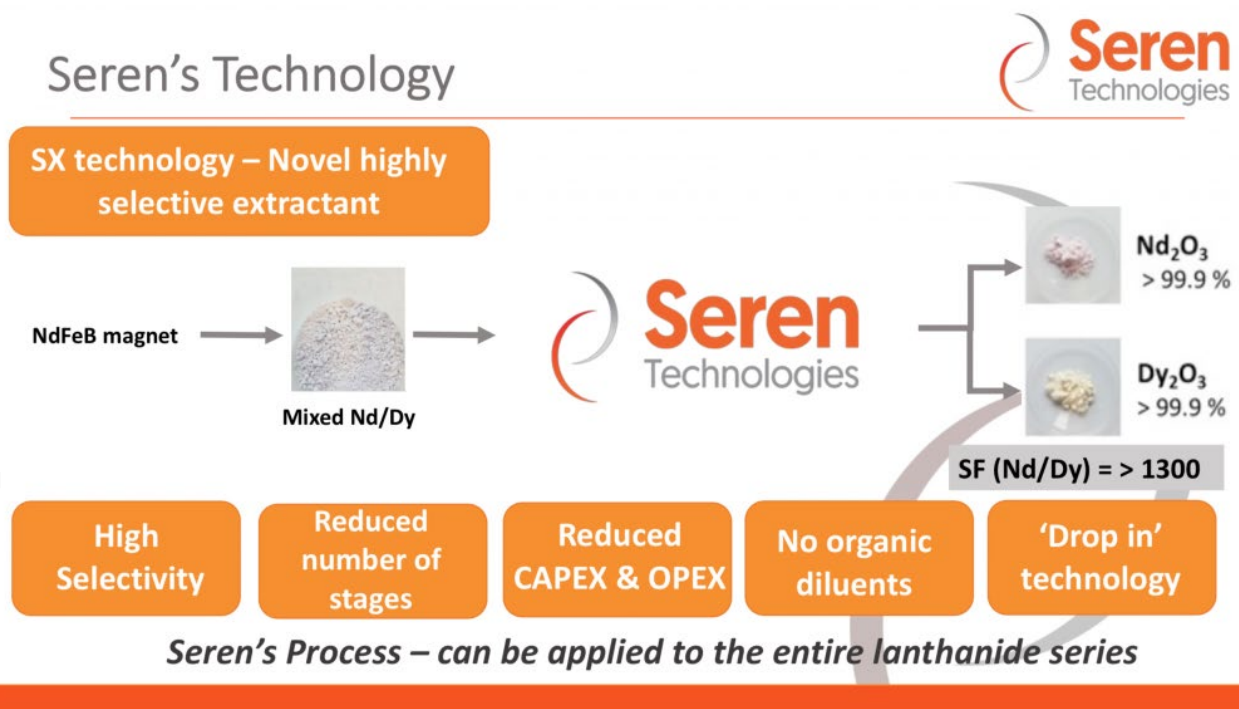 Seren's Technology
Seren
Technologies
SX technology – Novel highly
selective extractant
NdFeB magnet
Mixed Nd/Dy
Seren
Technologies
Nd₂O₃
> 99.9 %
Dy₂O₃
> 99.9 %
SF (Nd/Dy) = > 1300
High
Selectivity
Reduced
number of
stages
Reduced
CAPEX & OPEX
No organic
diluents
‘Drop in’
technology
Seren's Process – can be applied to the entire lanthanide series